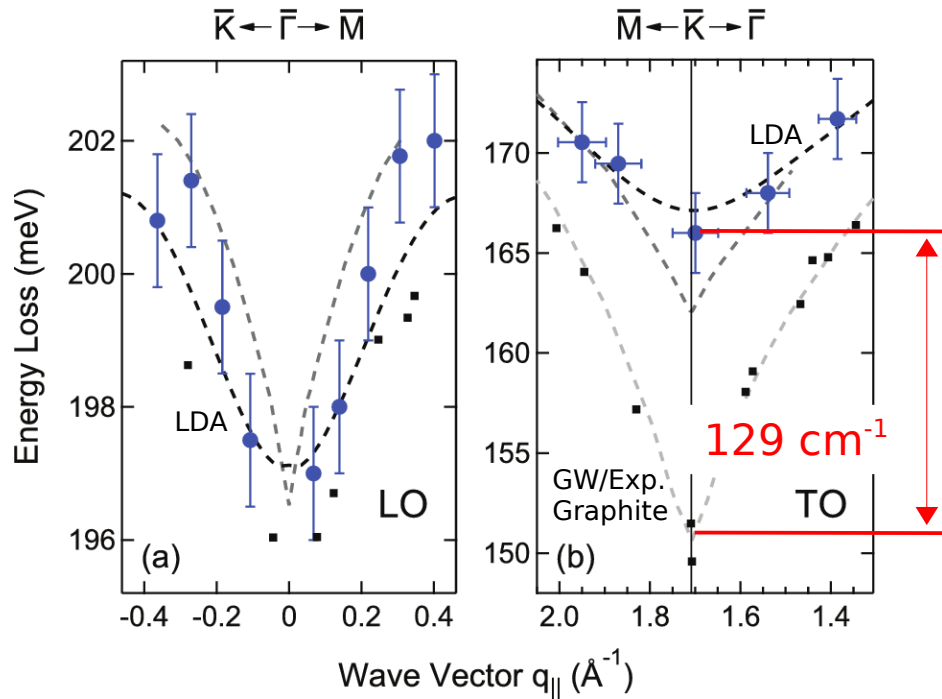 K̅ ← Γ̅ → M̅
M̅ ← K̅ → Γ̅
Energy Loss (meV)
202
200
198
196
LDA
LO
(a)
-0.4
-0.2
0
0.2
0.4
170
165
160
155
150
LDA
129 cm⁻¹
GW/Exp.
Graphite
TO
(b)
2.0
1.8
1.6
1.4
Wave Vector q|| (Å⁻¹)